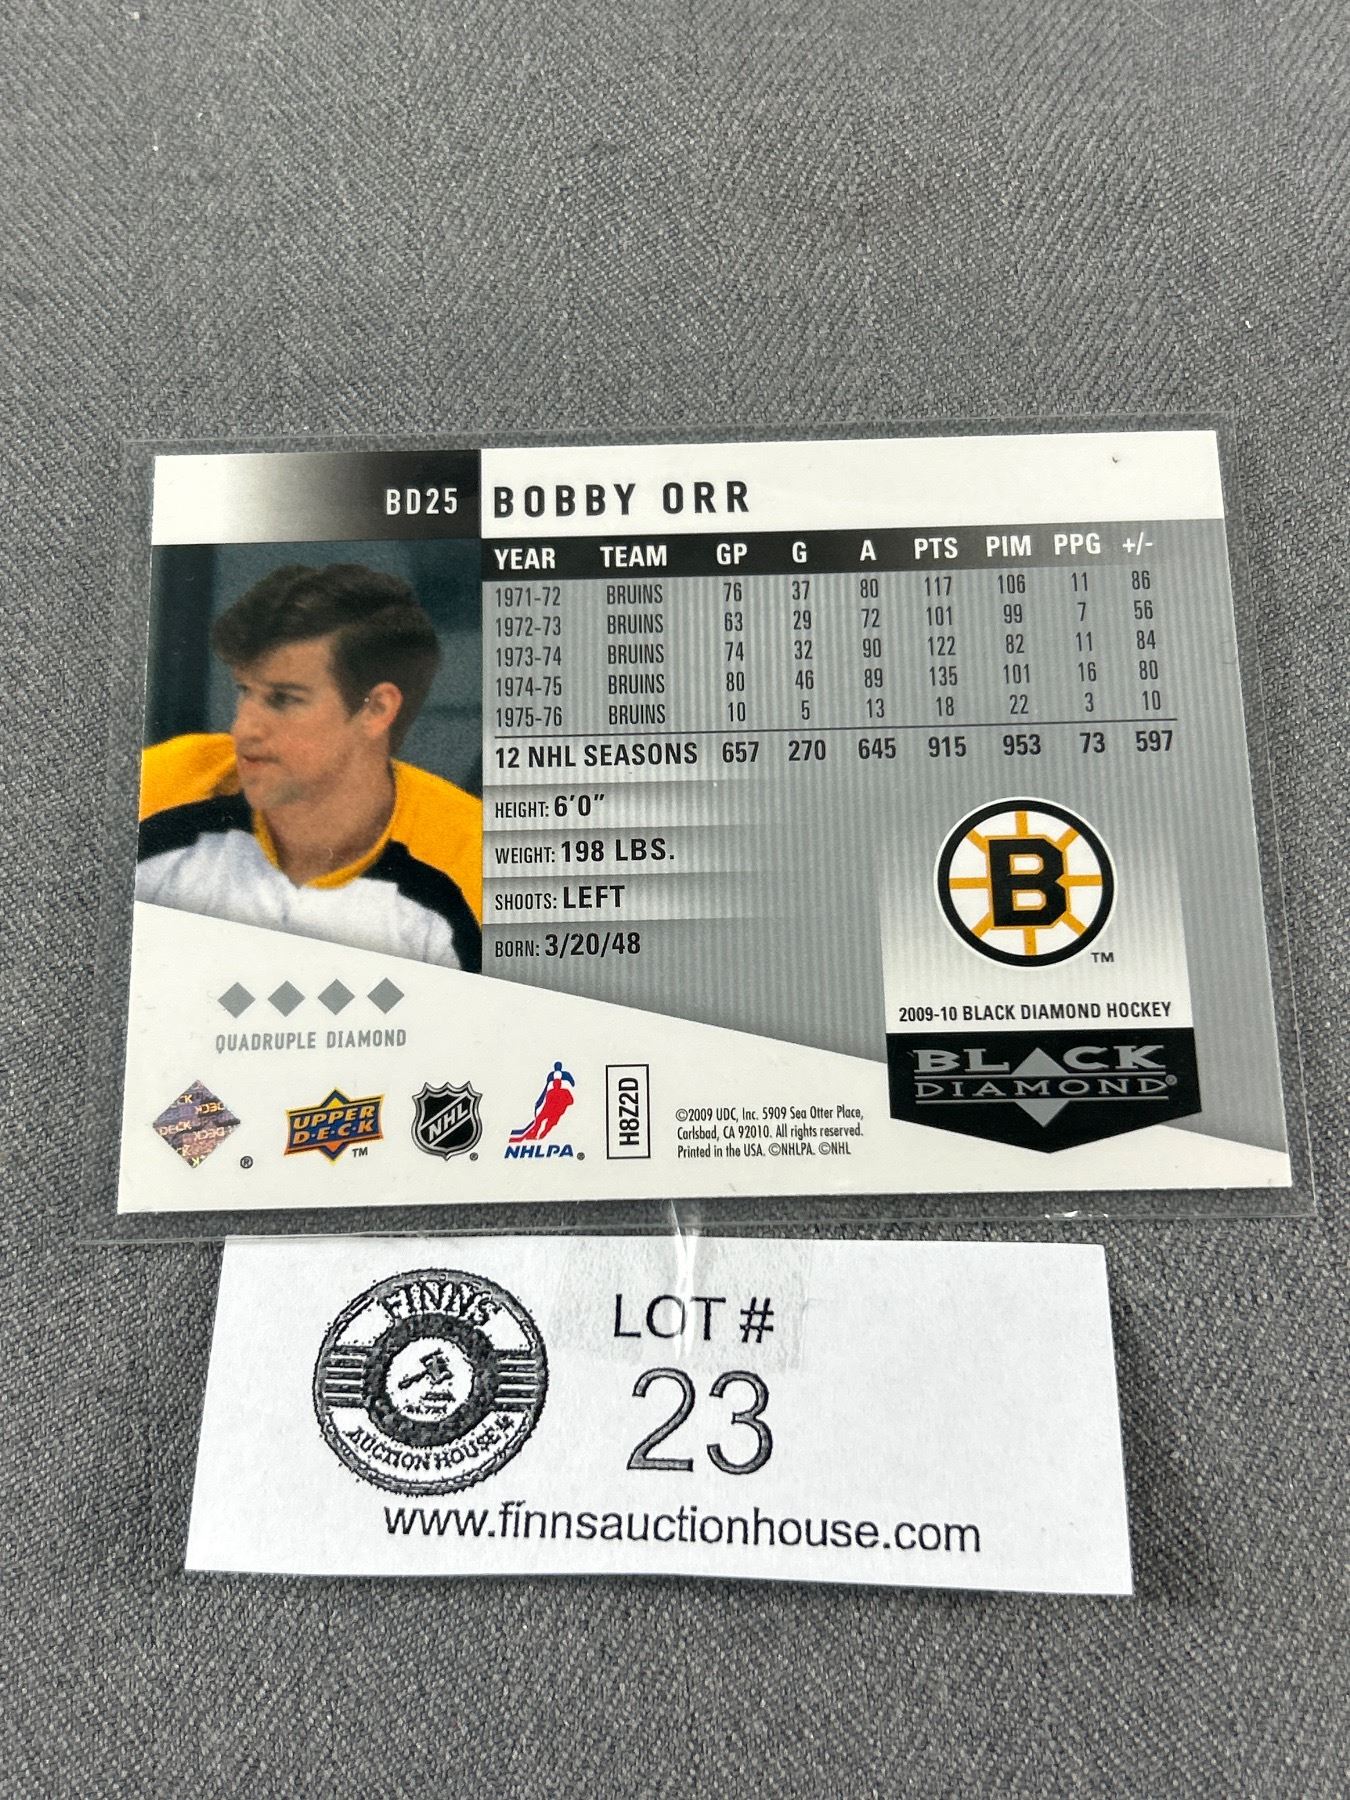 BD25 BOBBY ORR
YEAR TEAM GP G A PTS PIM PPG +/-
1971-72 BRUINS 76 37 80 117 106 11 86
1972-73 BRUINS 63 29 72 101 99 7 56
1973-74 BRUINS 74 32 90 122 82 11 84
1974-75 BRUINS 80 46 89 135 101 16 80
1975-76 BRUINS 10 5 13 18 22 3 10
12 NHL SEASONS 657 270 645 915 953 73 597
HEIGHT: 6'0"
WEIGHT: 198 LBS.
SHOOTS: LEFT
BORN: 3/20/48
B
TM
2009-10 BLACK DIAMOND HOCKEY
BLACK
DIAMOND®
QUADRUPLE DIAMOND
DECK
®
UPPER
D·E·C·K
TM
NHL
®
NHLPA®
H8Z2D
©2009 UDC, Inc. 5909 Sea Otter Place,
Carlsbad, CA 92010. All rights reserved.
Printed in the USA. ©NHLPA. ©NHL
FINN'S
AUCTION HOUSE
LOT #
23
www.finnsauctionhouse.com